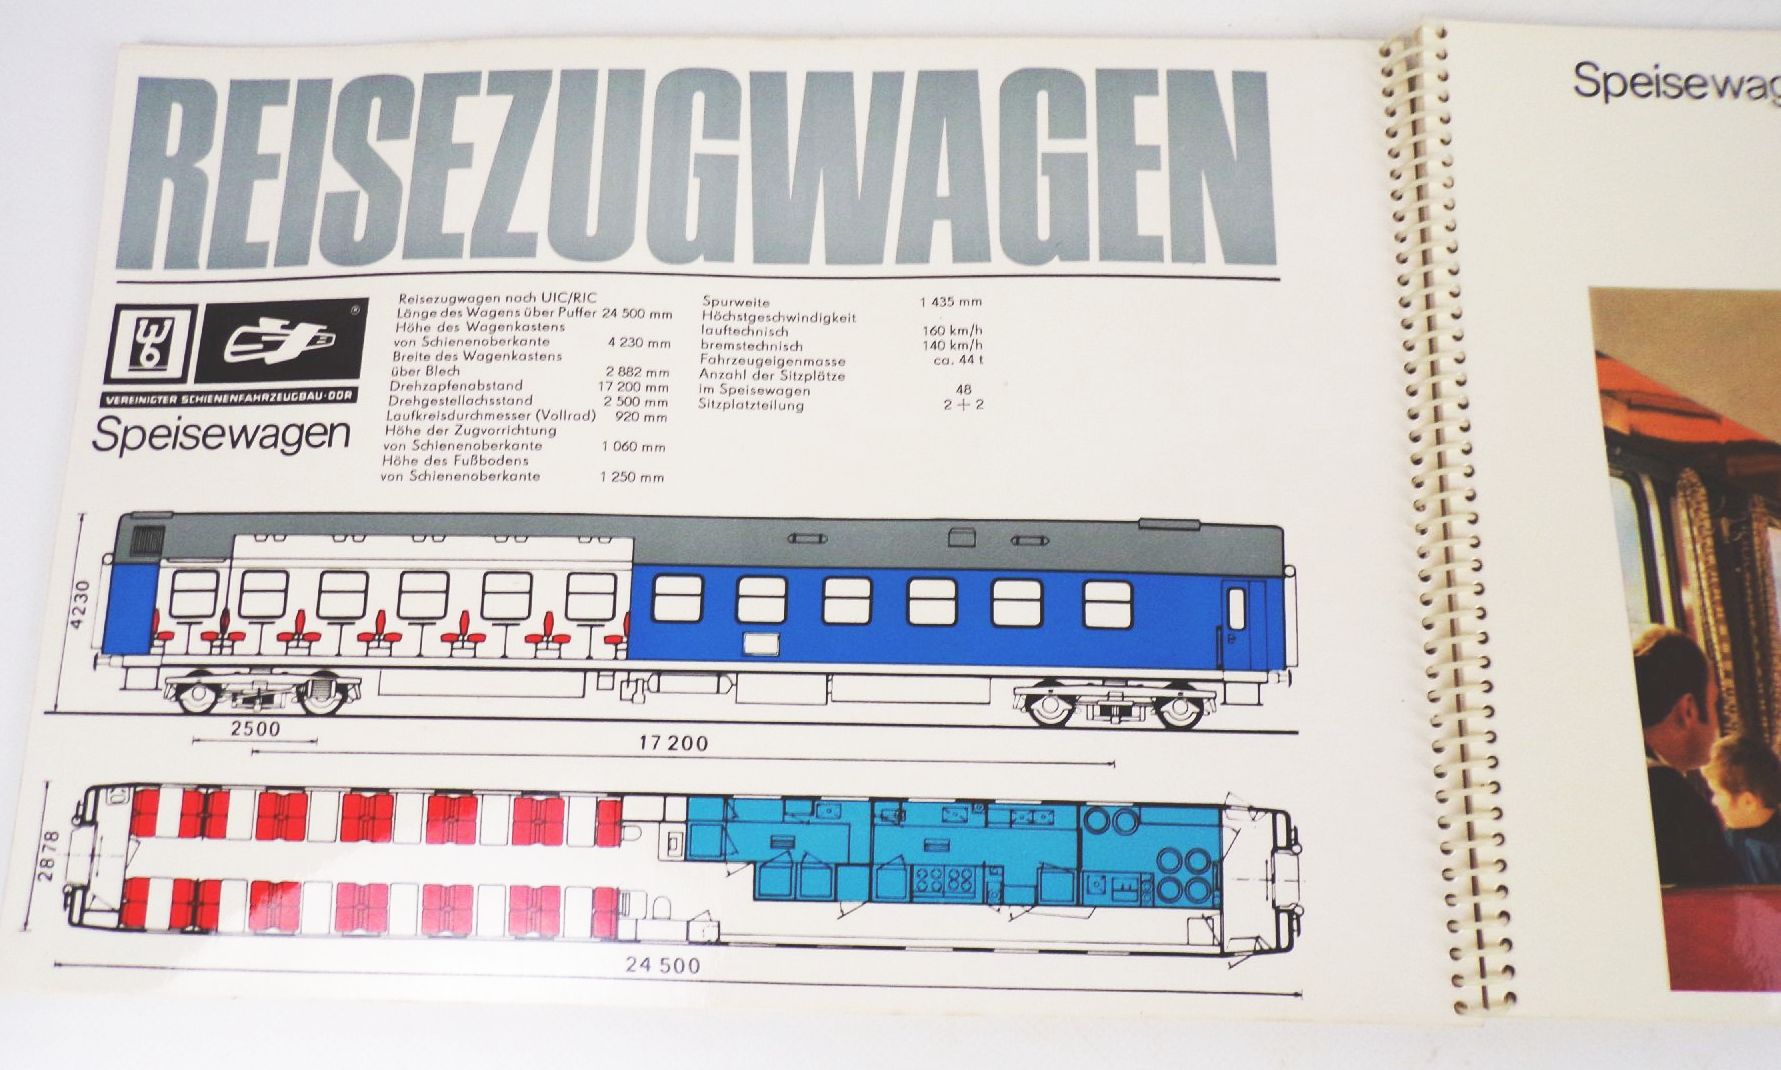 REISEZUGWAGEN
VEREINIGTER SCHIENENFAHRZEUGBAU·DDR
Speisewagen
Reisezugwagen nach UIC/RIC
Länge des Wagens über Puffer 24 500 mm
Höhe des Wagenkastens
von Schienenoberkante 4 230 mm
Breite des Wagenkastens
über Blech 2 882 mm
Drehzapfenabstand 17 200 mm
Drehgestellachsstand 2 500 mm
Laufkreisdurchmesser (Vollrad) 920 mm
Höhe der Zugvorrichtung
von Schienenoberkante 1 060 mm
Höhe des Fußbodens
von Schienenoberkante 1 250 mm
Spurweite 1 435 mm
Höchstgeschwindigkeit
lauftechnisch 160 km/h
bremstechnisch 140 km/h
Fahrzeugeigenmasse ca. 44 t
Anzahl der Sitzplätze
im Speisewagen 48
Sitzplatzteilung 2 + 2
4230
2500
17 200
2878
24 500
Speisewag